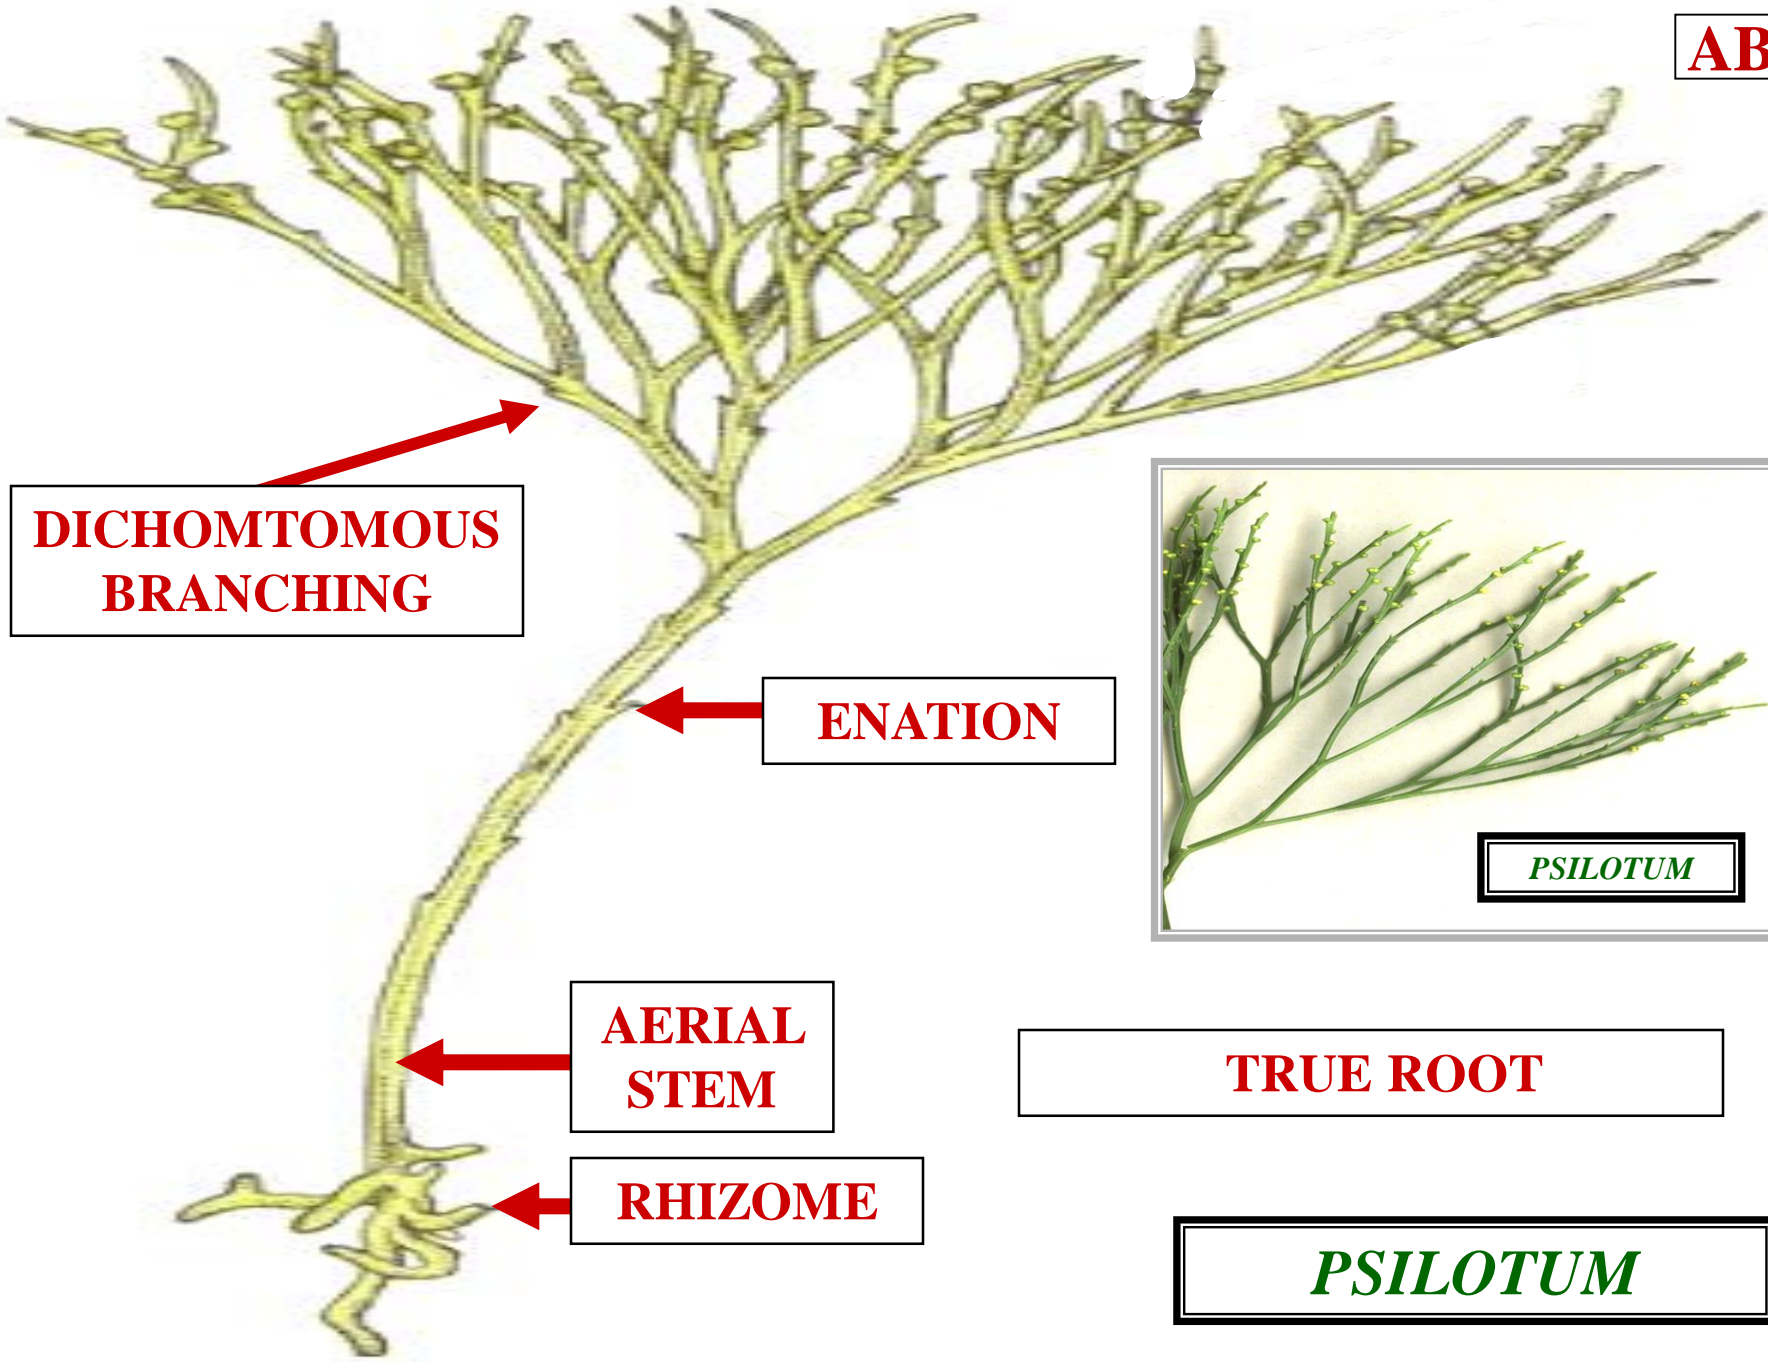 AB
DICHOMTOMOUS
BRANCHING
ENATION
PSILOTUM
AERIAL
STEM
TRUE ROOT
RHIZOME
PSILOTUM